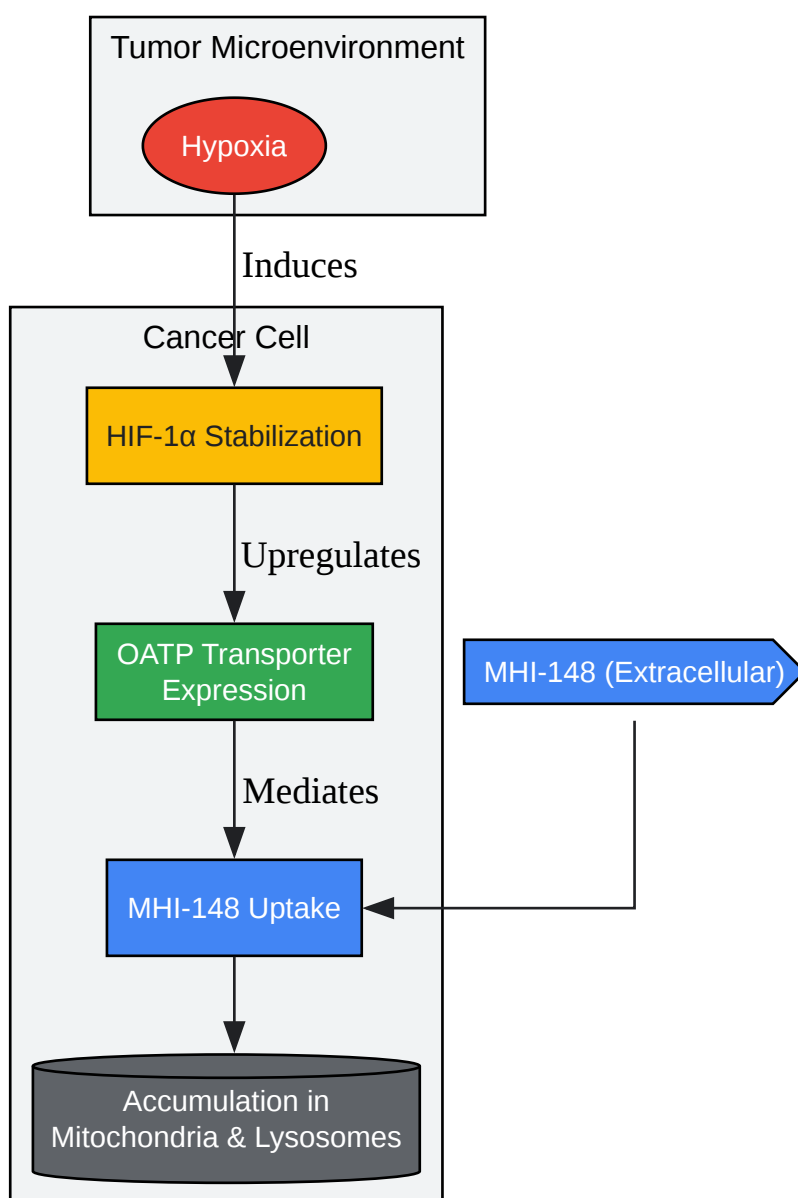 Tumor Microenvironment
Hypoxia
Induces
Cancer Cell
HIF-1α Stabilization
Upregulates
OATP Transporter
Expression
MHI-148 (Extracellular)
Mediates
MHI-148 Uptake
Accumulation in
Mitochondria & Lysosomes